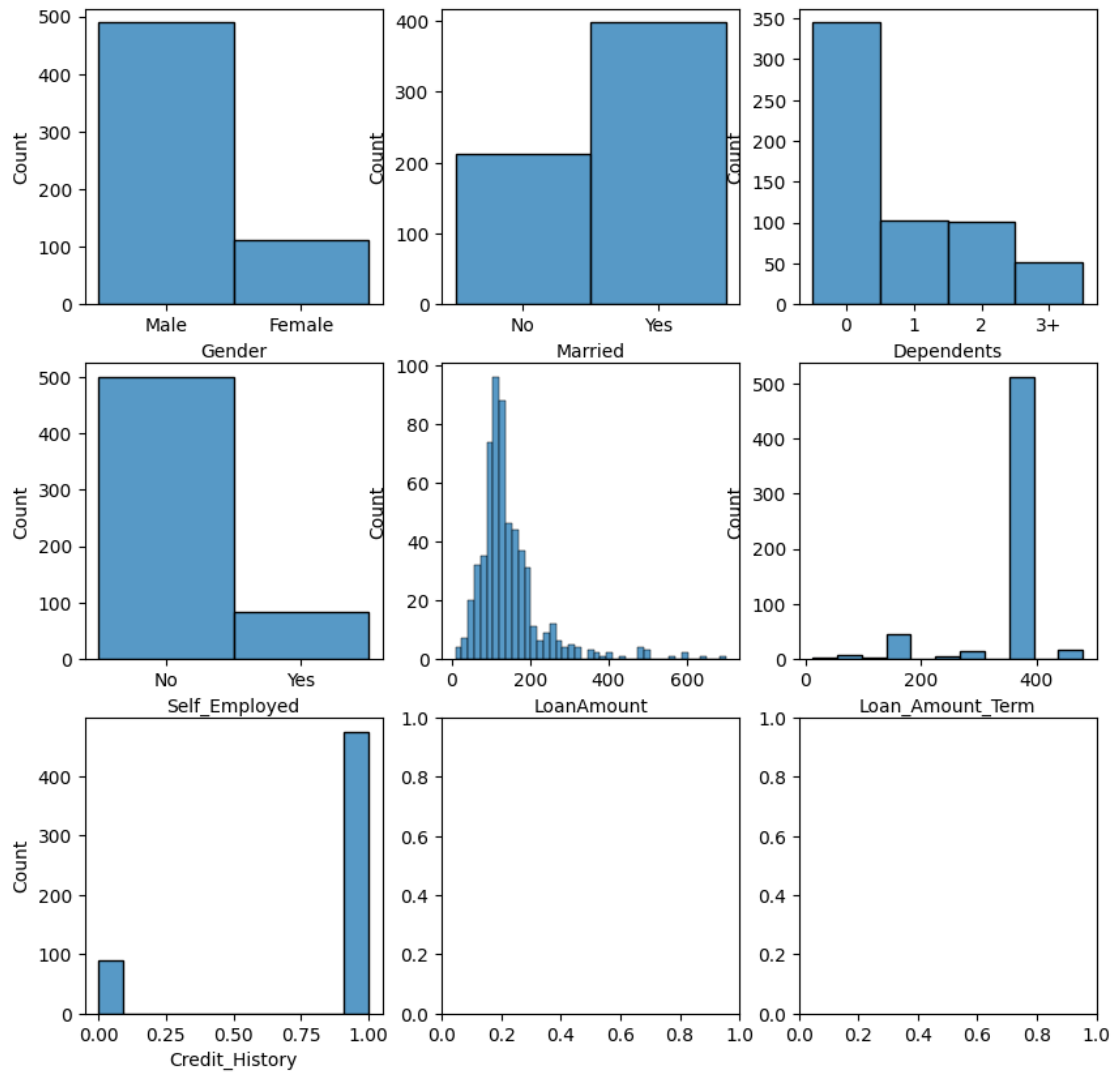 500
400
300
200
100
0
Count
Male Female
Gender
400
300
200
100
0
Count
No Yes
Married
350
300
250
200
150
100
50
0
Count
0 1 2 3+
Dependents
500
400
300
200
100
0
Count
No Yes
Self_Employed
100
80
60
40
20
0
Count
0 200 400 600
LoanAmount
500
400
300
200
100
0
Count
0 200 400
Loan_Amount_Term
400
300
200
100
0
Count
0.00 0.25 0.50 0.75 1.00
Credit_History
1.0
0.8
0.6
0.4
0.2
0.0
0.0 0.2 0.4 0.6 0.8 1.0
1.0
0.8
0.6
0.4
0.2
0.0
0.0 0.2 0.4 0.6 0.8 1.0